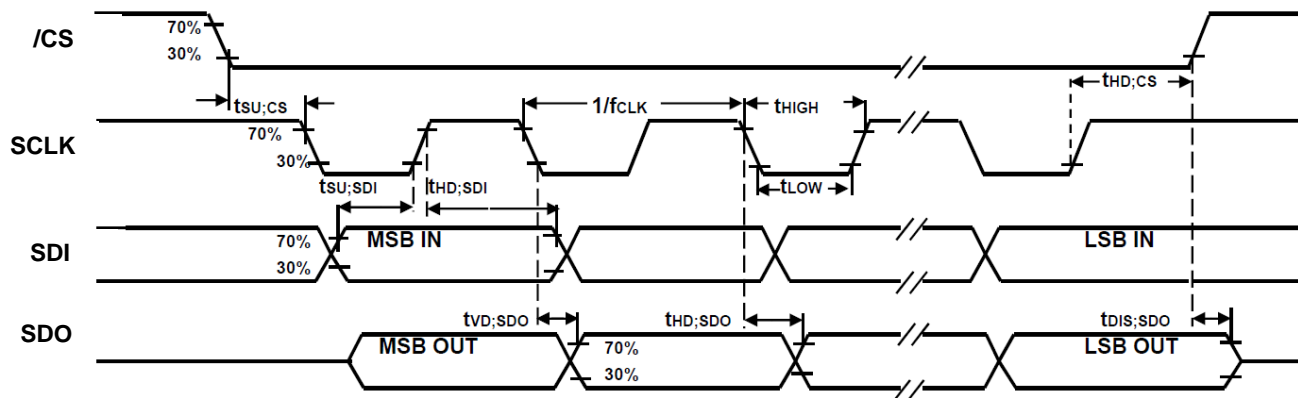 /CS
70%
30%
tSU;CS
1/fCLK
tHIGH
tHD;CS
SCLK
70%
30%
tSU;SDI
tHD;SDI
tLOW
SDI
70%
30%
MSB IN
LSB IN
SDO
tVD;SDO
tHD;SDO
tDIS;SDO
MSB OUT
70%
30%
LSB OUT